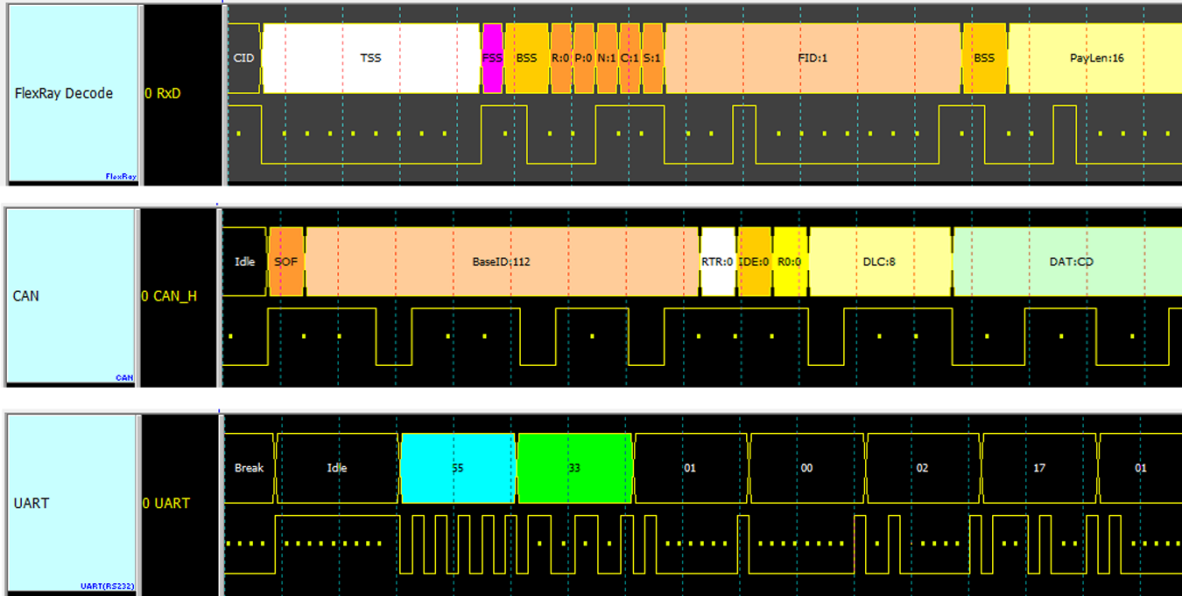 CID TSS FSS BSS R:0 P:0 N:1 C:1 S:1 FID:1 BSS PayLen:16
FlexRay Decode 0 RxD
FlexRay
Idle SOF BaseID:112 RTR:0 IDE:0 R0:0 DLC:8 DAT:CD
CAN 0 CAN_H
CAN
Break Idle 55 33 01 00 02 17 01
UART 0 UART
UART(RS232)